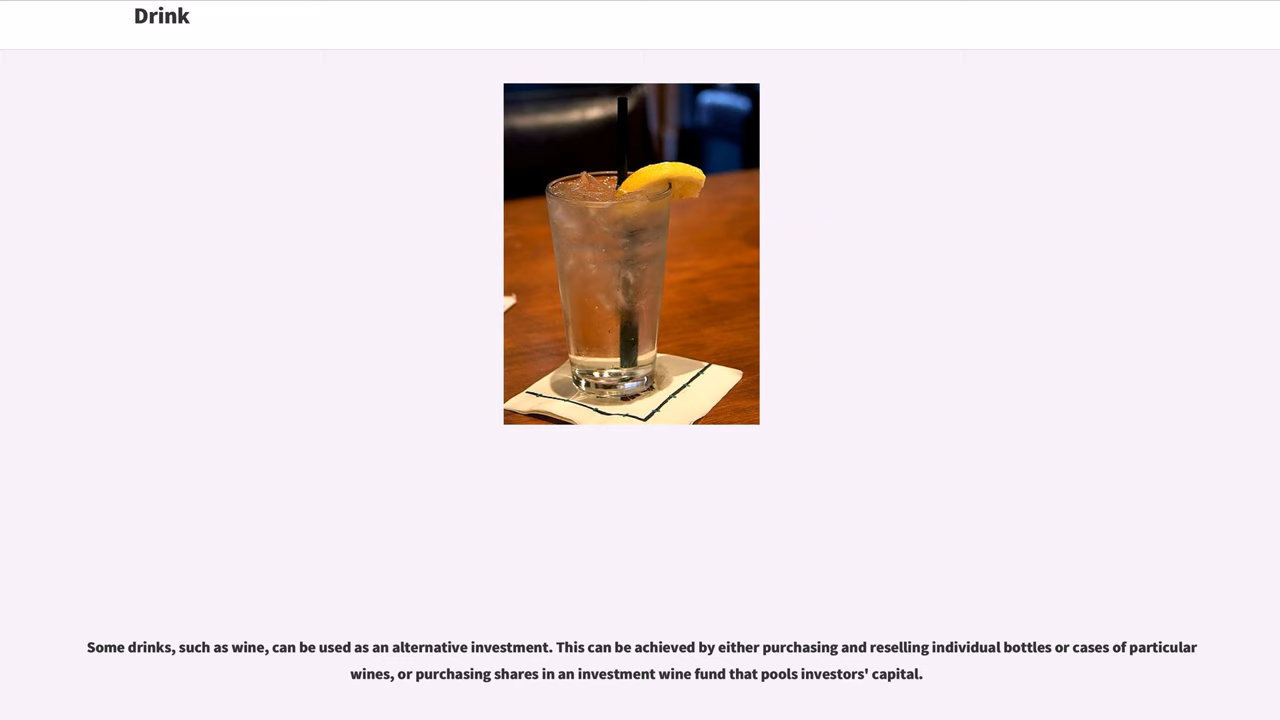 Drink
Some drinks, such as wine, can be used as an alternative investment. This can be achieved by either purchasing and reselling individual bottles or cases of particular
wines, or purchasing shares in an investment wine fund that pools investors' capital.